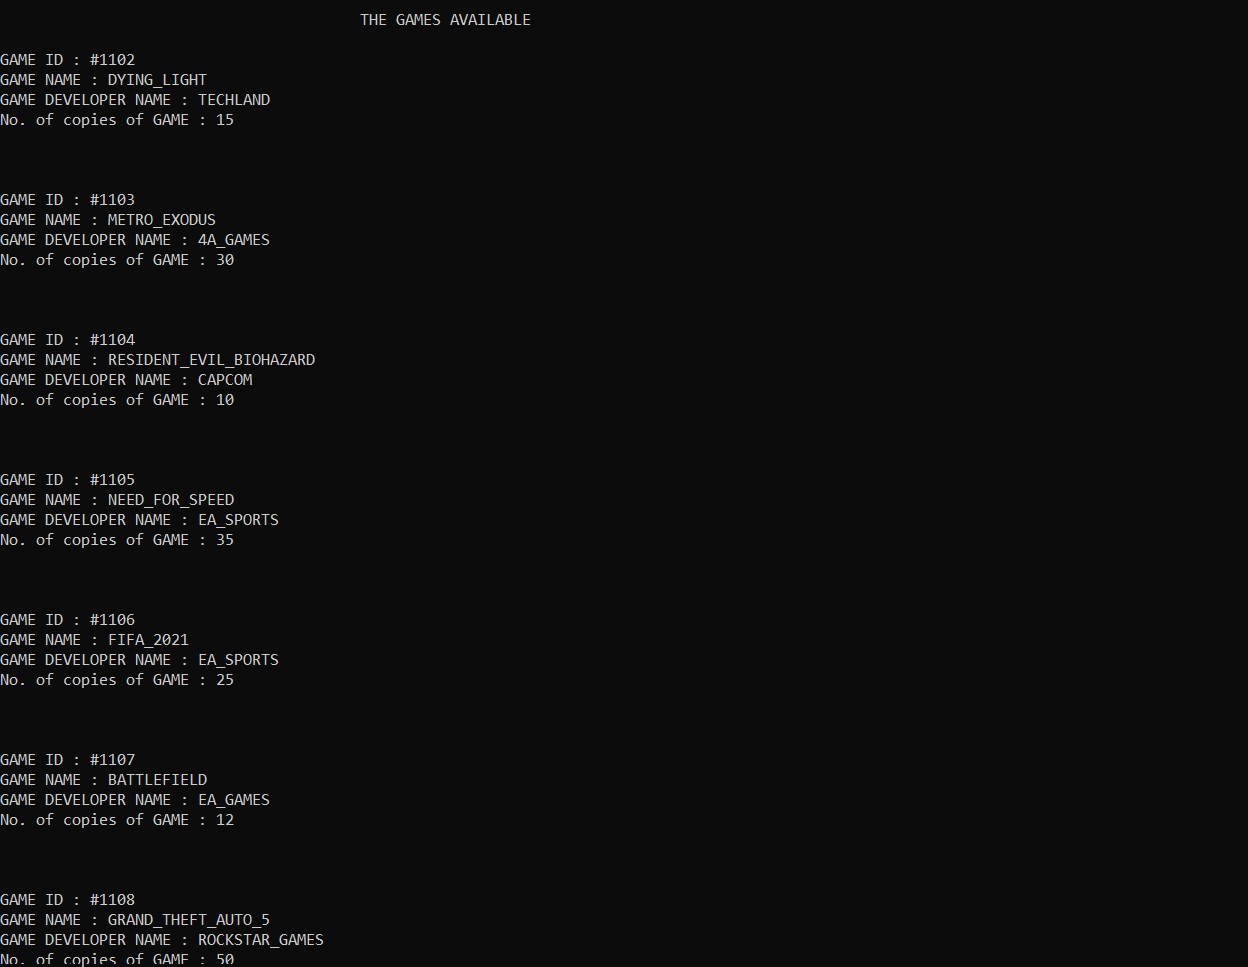 THE GAMES AVAILABLE
GAME ID : #1102
GAME NAME : DYING_LIGHT
GAME DEVELOPER NAME : TECHLAND
No. of copies of GAME : 15
GAME ID : #1103
GAME NAME : METRO_EXODUS
GAME DEVELOPER NAME : 4A_GAMES
No. of copies of GAME : 30
GAME ID : #1104
GAME NAME : RESIDENT_EVIL_BIOHAZARD
GAME DEVELOPER NAME : CAPCOM
No. of copies of GAME : 10
GAME ID : #1105
GAME NAME : NEED_FOR_SPEED
GAME DEVELOPER NAME : EA_SPORTS
No. of copies of GAME : 35
GAME ID : #1106
GAME NAME : FIFA_2021
GAME DEVELOPER NAME : EA_SPORTS
No. of copies of GAME : 25
GAME ID : #1107
GAME NAME : BATTLEFIELD
GAME DEVELOPER NAME : EA_GAMES
No. of copies of GAME : 12
GAME ID : #1108
GAME NAME : GRAND_THEFT_AUTO_5
GAME DEVELOPER NAME : ROCKSTAR_GAMES
No. of copies of GAME : 50